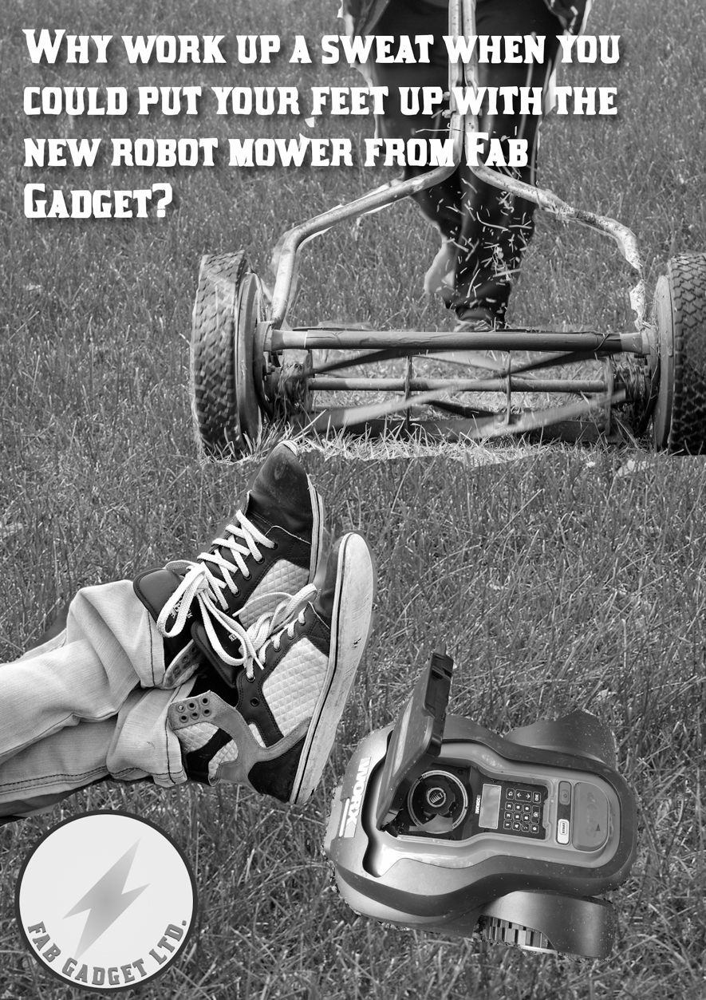 WHY WORK UP A SWEAT WHEN YOU
COULD PUT YOUR FEET UP WITH THE
NEW ROBOT MOWER FROM FAB
GADGET?
WORX
FAB GADGET LTD.